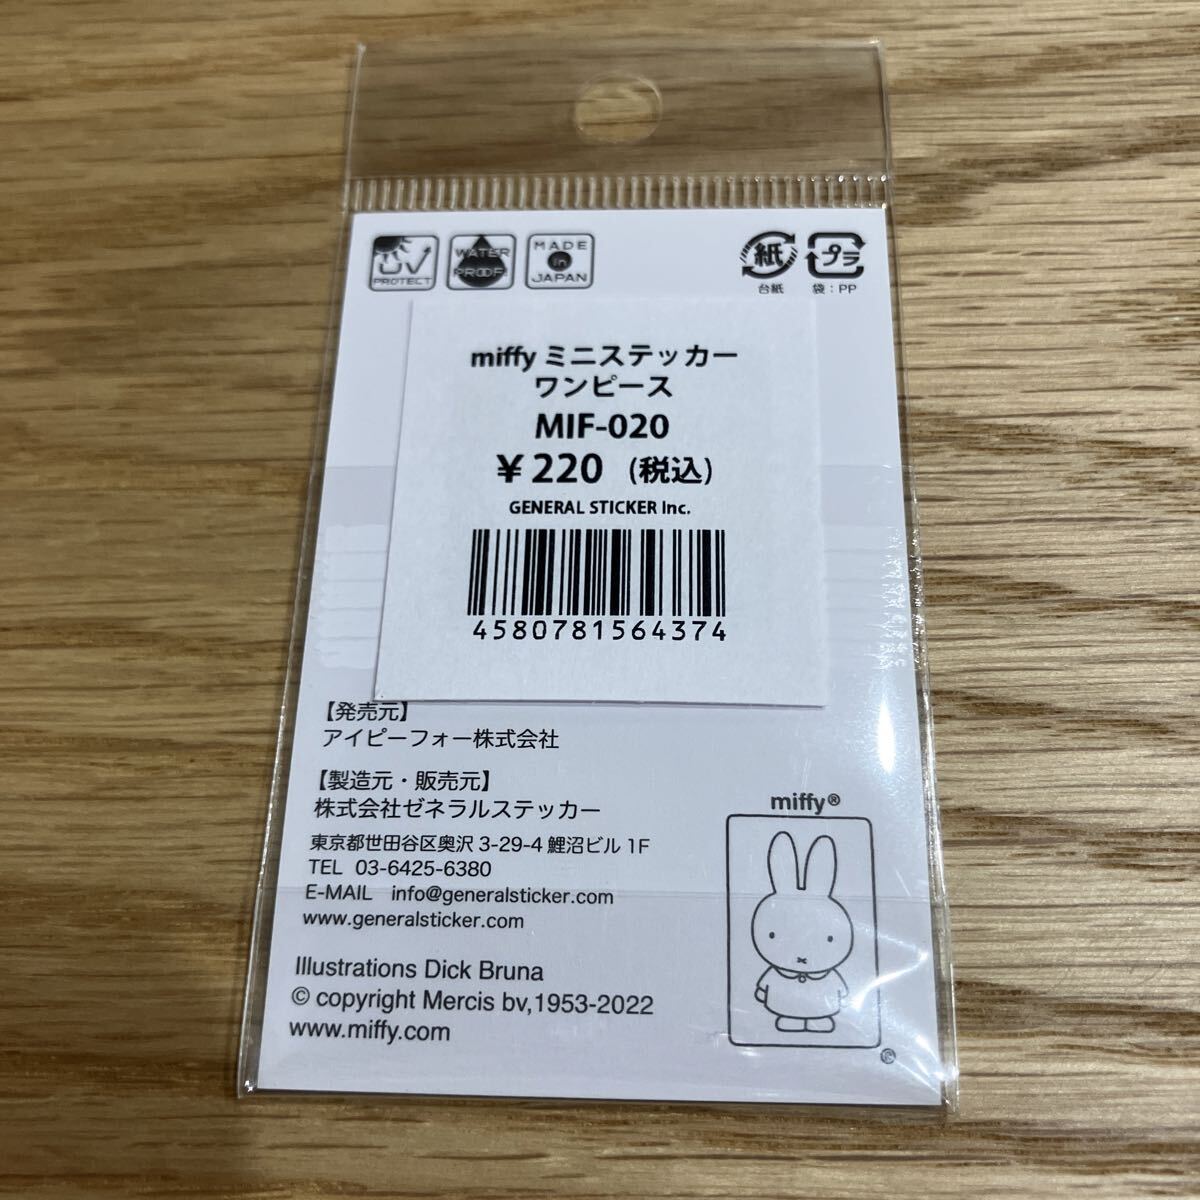 UV
PROTECT
WATER
PROOF!
MADE
in
JAPAN
紙
台紙
プラ
袋：PP
miffy ミニステッカー
ワンピース
MIF-020
￥220 (税込)
GENERAL STICKER Inc.
4580781564374
【発売元】
アイピーフォー株式会社
【製造元・販売元】
株式会社ゼネラルステッカー
東京都世田谷区奥沢 3-29-4 鯉沼ビル 1F
TEL 03-6425-6380
E-MAIL info@generalsticker.com
www.generalsticker.com
Illustrations Dick Bruna
© copyright Mercis bv,1953-2022
www.miffy.com
miffy®
®